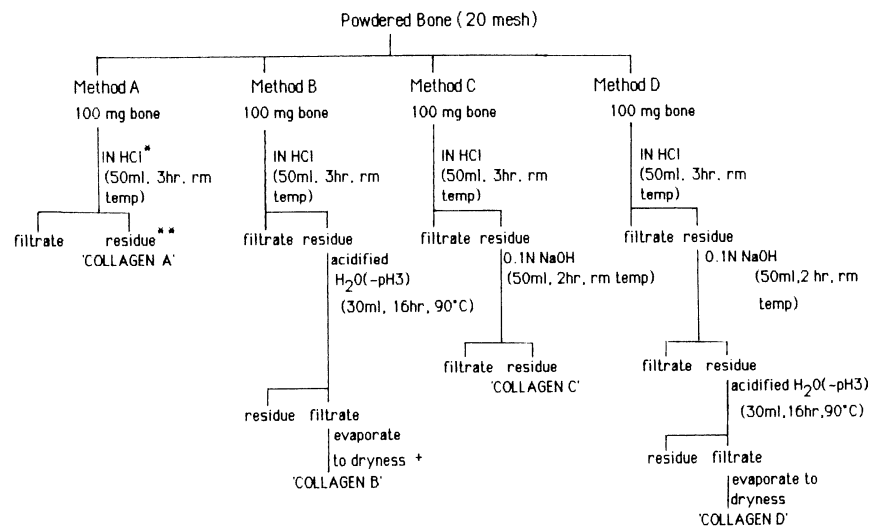 Powdered Bone (20 mesh)
Method A
100 mg bone
IN HCl*
(50ml, 3hr, rm
temp)
filtrate residue**
'COLLAGEN A'
Method B
100 mg bone
IN HCl
(50ml, 3hr, rm
temp)
filtrate residue
acidified
H2O(~pH3)
(30ml, 16hr, 90°C)
residue filtrate
evaporate
to dryness +
'COLLAGEN B'
Method C
100 mg bone
IN HCl
(50ml, 3hr, rm
temp)
filtrate residue
0.1N NaOH
(50ml, 2hr, rm temp)
filtrate residue
'COLLAGEN C'
Method D
100 mg bone
IN HCl
(50ml, 3hr, rm
temp)
filtrate residue
0.1N NaOH
(50ml,2 hr, rm
temp)
filtrate residue
acidified H2O(~pH3)
(30ml,16hr,90°C)
residue filtrate
evaporate to
dryness
'COLLAGEN D'